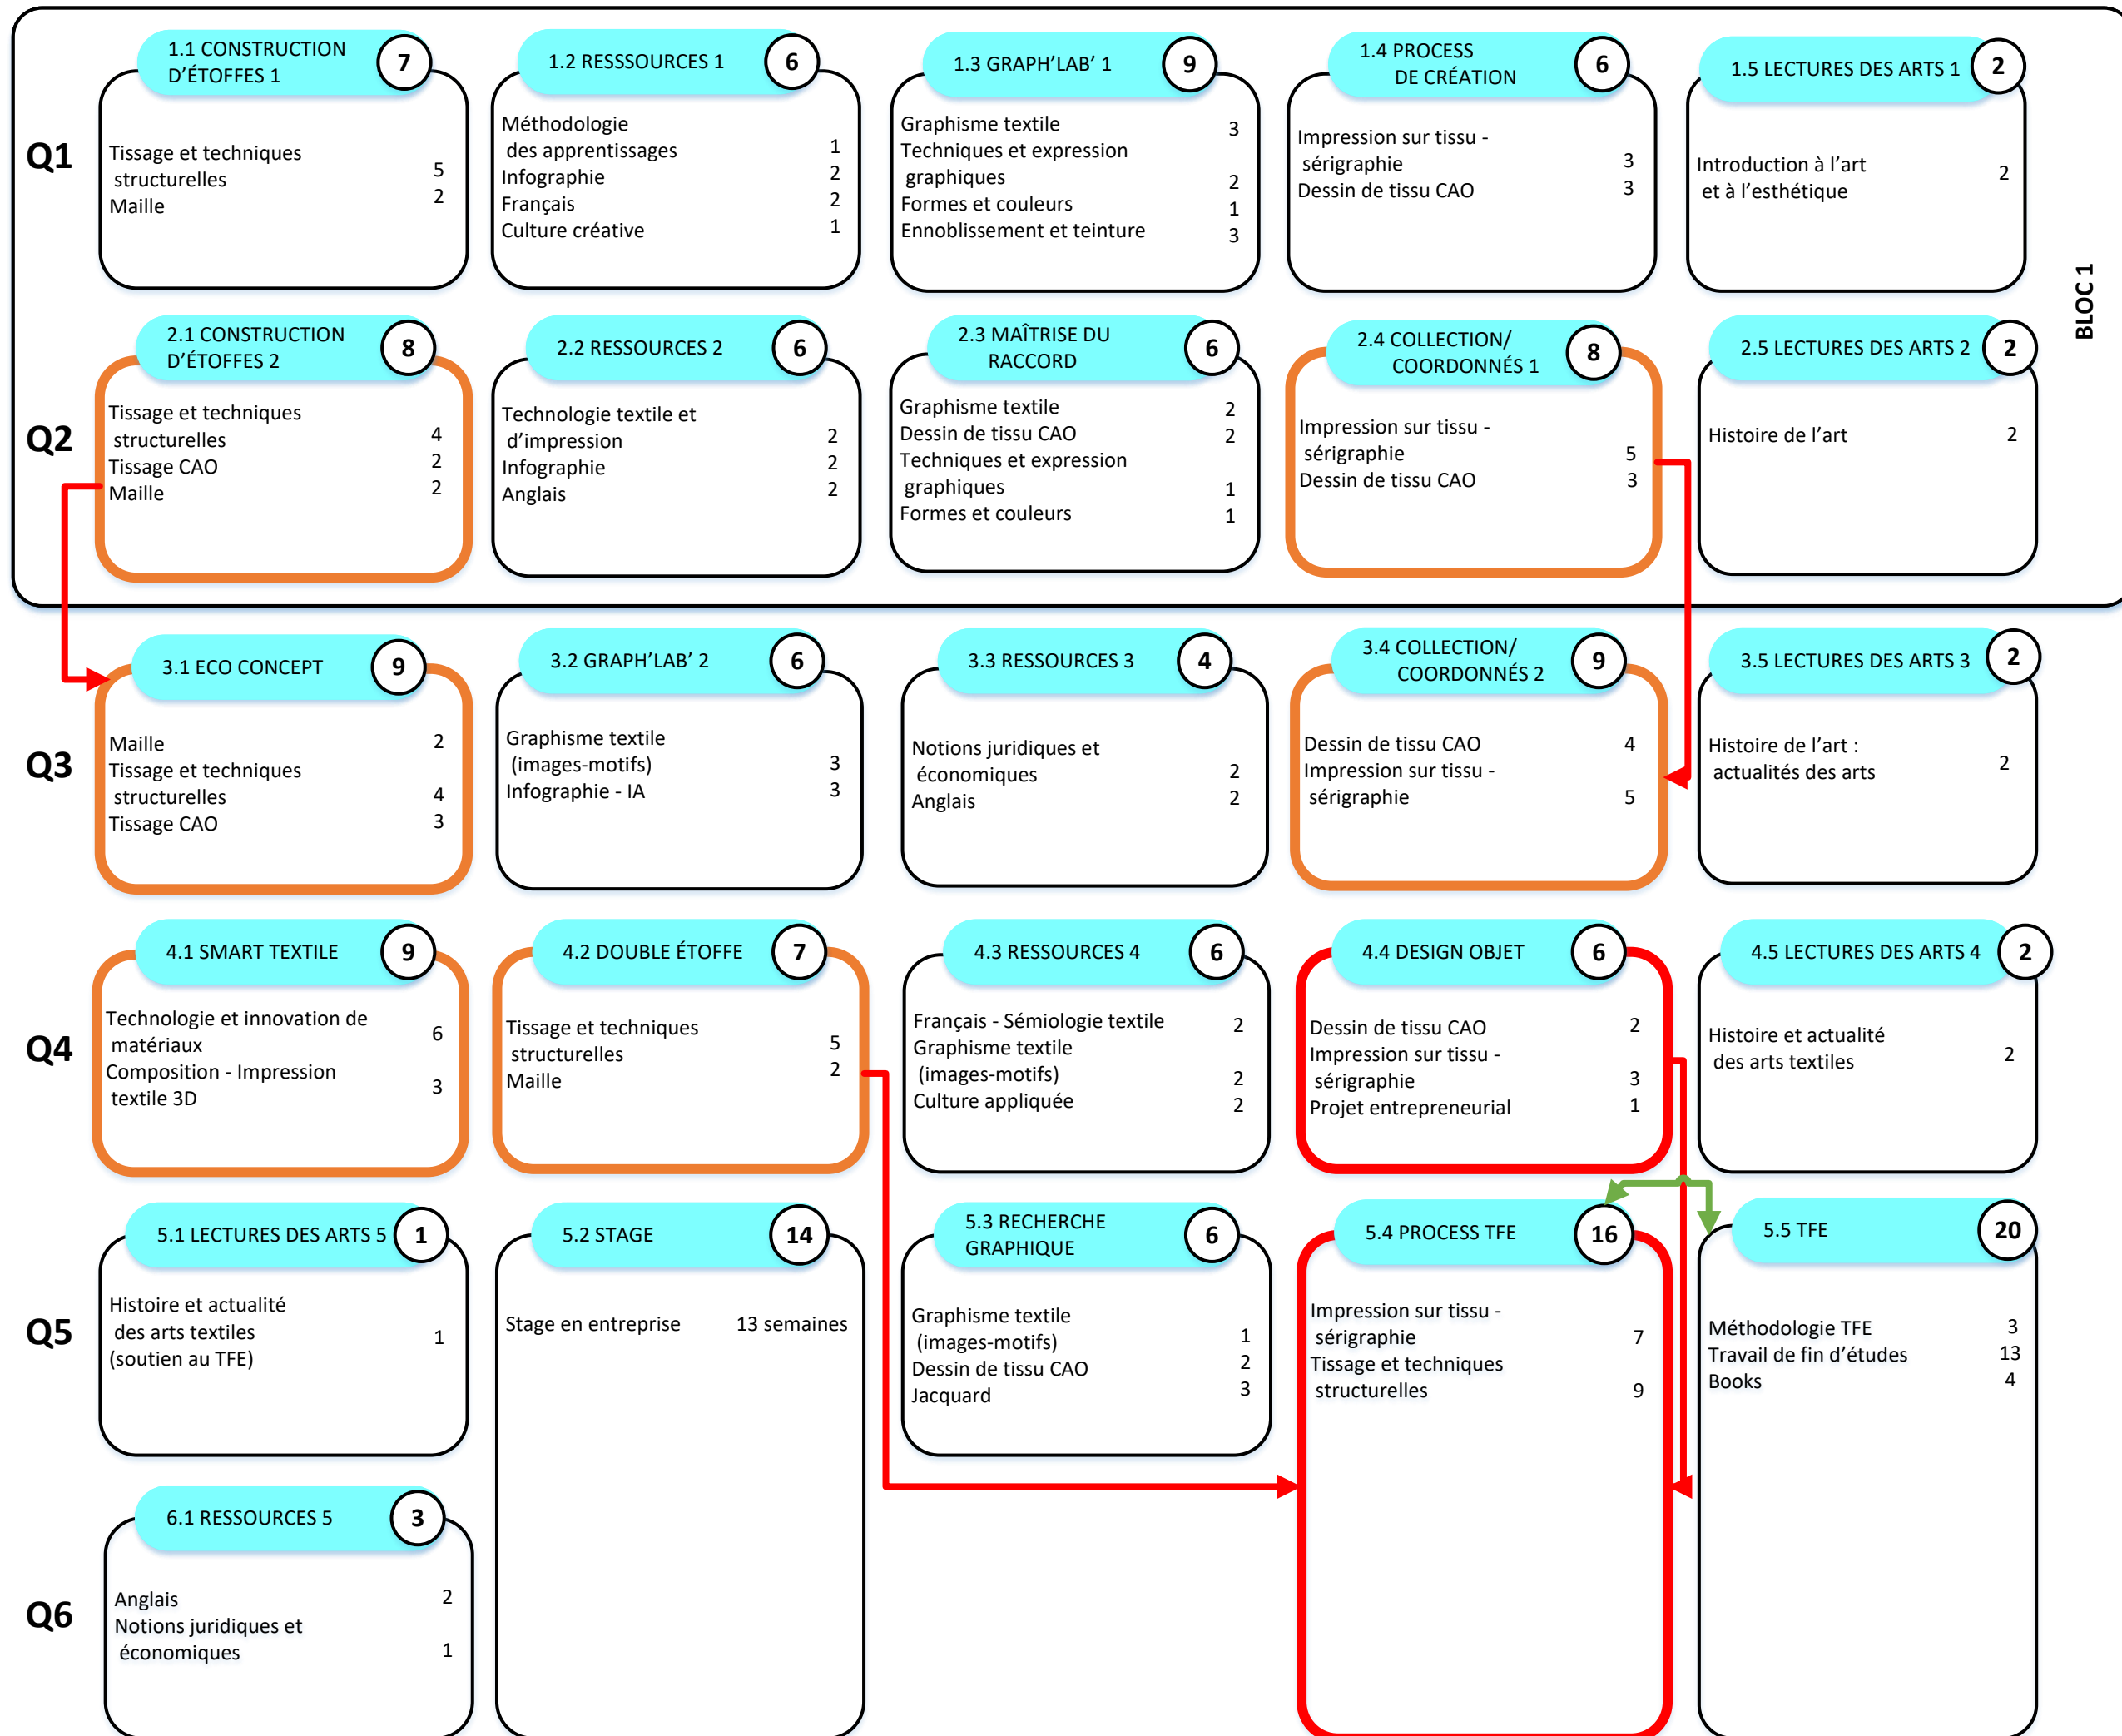 1.1 CONSTRUCTION
D'ÉTOFFES 1
7
Tissage et techniques
structurelles 5
Maille 2
1.2 RESSSOURCES 1
6
Méthodologie
des apprentissages 1
Infographie 2
Français 2
Culture créative 1
1.3 GRAPH'LAB' 1
9
Graphisme textile 3
Techniques et expression
graphiques 2
Formes et couleurs 1
Ennoblissement et teinture 3
1.4 PROCESS
DE CRÉATION
6
Impression sur tissu -
sérigraphie 3
Dessin de tissu CAO 3
1.5 LECTURES DES ARTS 1
2
Introduction à l'art
et à l'esthétique 2
Q1
BLOC 1
2.1 CONSTRUCTION
D'ÉTOFFES 2
8
Tissage et techniques
structurelles 4
Tissage CAO 2
Maille 2
2.2 RESSOURCES 2
6
Technologie textile et
d'impression 2
Infographie 2
Anglais 2
2.3 MAÎTRISE DU
RACCORD
6
Graphisme textile 2
Dessin de tissu CAO 2
Techniques et expression
graphiques 1
Formes et couleurs 1
2.4 COLLECTION/
COORDONNÉS 1
8
Impression sur tissu -
sérigraphie 5
Dessin de tissu CAO 3
2.5 LECTURES DES ARTS 2
2
Histoire de l'art 2
Q2
3.1 ECO CONCEPT
9
Maille 2
Tissage et techniques
structurelles 4
Tissage CAO 3
3.2 GRAPH'LAB' 2
6
Graphisme textile
(images-motifs) 3
Infographie - IA 3
3.3 RESSOURCES 3
4
Notions juridiques et
économiques 2
Anglais 2
3.4 COLLECTION/
COORDONNÉS 2
9
Dessin de tissu CAO 4
Impression sur tissu -
sérigraphie 5
3.5 LECTURES DES ARTS 3
2
Histoire de l'art :
actualités des arts 2
Q3
4.1 SMART TEXTILE
9
Technologie et innovation de
matériaux 6
Composition - Impression
textile 3D 3
4.2 DOUBLE ÉTOFFE
7
Tissage et techniques
structurelles 5
Maille 2
4.3 RESSOURCES 4
6
Français - Sémiologie textile 2
Graphisme textile
(images-motifs) 2
Culture appliquée 2
4.4 DESIGN OBJET
6
Dessin de tissu CAO 2
Impression sur tissu -
sérigraphie 3
Projet entrepreneurial 1
4.5 LECTURES DES ARTS 4
2
Histoire et actualité
des arts textiles 2
Q4
5.1 LECTURES DES ARTS 5
1
Histoire et actualité
des arts textiles
(soutien au TFE) 1
5.2 STAGE
14
Stage en entreprise 13 semaines
5.3 RECHERCHE
GRAPHIQUE
6
Graphisme textile
(images-motifs) 1
Dessin de tissu CAO 2
Jacquard 3
5.4 PROCESS TFE
16
Impression sur tissu -
sérigraphie 7
Tissage et techniques
structurelles 9
5.5 TFE
20
Méthodologie TFE 3
Travail de fin d'études 13
Books 4
Q5
6.1 RESSOURCES 5
3
Anglais 2
Notions juridiques et
économiques 1
Q6